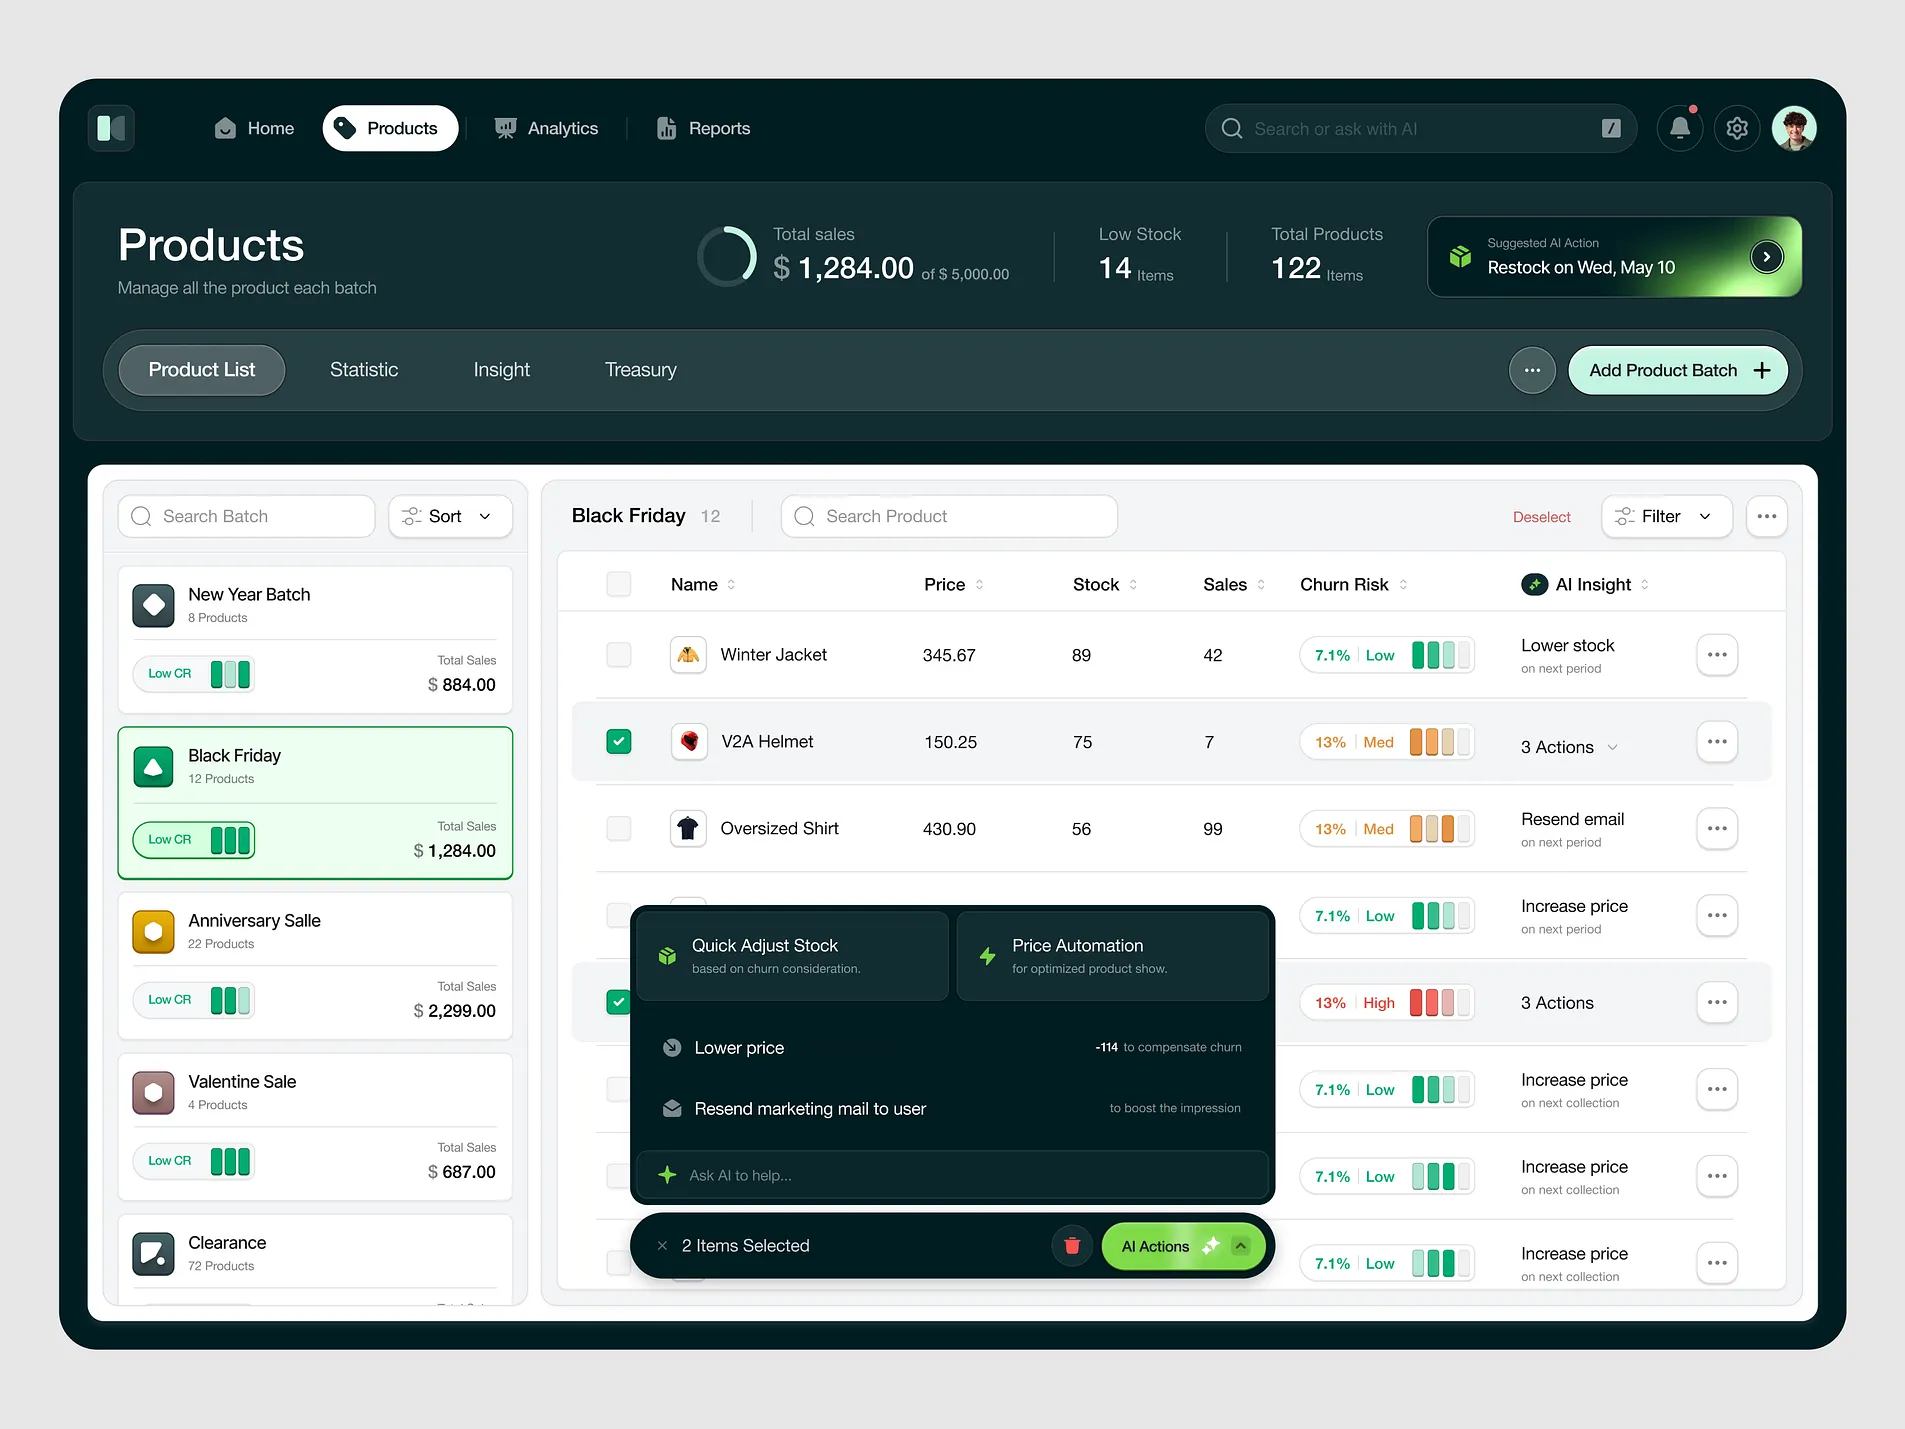 Home
Products
Analytics
Reports
Search or ask with AI
/
Products
Manage all the product each batch
Total sales
$ 1,284.00 of $ 5,000.00
Low Stock
14 Items
Total Products
122 Items
Suggested AI Action
Restock on Wed, May 10
Product List
Statistic
Insight
Treasury
Add Product Batch
Search Batch
Sort
New Year Batch
8 Products
Low CR
Total Sales
$ 884.00
Black Friday
12 Products
Low CR
Total Sales
$ 1,284.00
Anniversary Salle
22 Products
Low CR
Total Sales
$ 2,299.00
Valentine Sale
4 Products
Low CR
Total Sales
$ 687.00
Clearance
72 Products
Black Friday 12
Search Product
Deselect
Filter
Name Price Stock Sales Churn Risk AI Insight
Winter Jacket 345.67 89 42 7.1% Low Lower stock
on next period
V2A Helmet 150.25 75 7 13% Med 3 Actions
Oversized Shirt 430.90 56 99 13% Med Resend email
on next period
7.1% Low Increase price
on next period
13% High 3 Actions
7.1% Low Increase price
on next collection
7.1% Low Increase price
on next collection
7.1% Low Increase price
on next collection
Quick Adjust Stock
based on churn consideration.
Price Automation
for optimized product show.
Lower price -114 to compensate churn
Resend marketing mail to user to boost the impression
Ask AI to help...
2 Items Selected
AI Actions